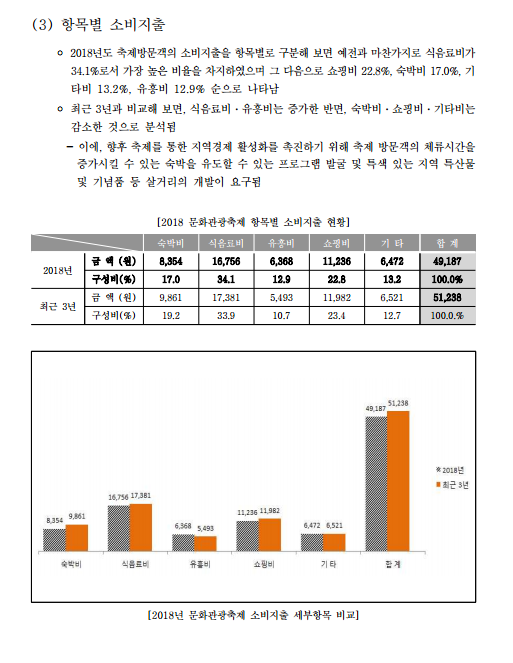 (3) 항목별 소비지출
○ 2018년도 축제방문객의 소비지출을 항목별로 구분해 보면 예전과 마찬가지로 식음료비가
34.1%로서 가장 높은 비율을 차지하였으며 그 다음으로 쇼핑비 22.8%, 숙박비 17.0%, 기
타비 13.2%, 유흥비 12.9% 순으로 나타남
○ 최근 3년과 비교해 보면, 식음료비·유흥비는 증가한 반면, 숙박비·쇼핑비·기타비는
감소한 것으로 분석됨
- 이에, 향후 축제를 통한 지역경제 활성화를 촉진하기 위해 축제 방문객의 체류시간을
증가시킬 수 있는 숙박을 유도할 수 있는 프로그램 발굴 및 특색 있는 지역 특산물
및 기념품 등 살거리의 개발이 요구됨
[2018 문화관광축제 항목별 소비지출 현황]
숙박비 식음료비 유흥비 쇼핑비 기 타 합 계
2018년 금 액 (원) 8,354 16,756 6,368 11,236 6,472 49,187
구성비(%) 17.0 34.1 12.9 22.8 13.2 100.0%
최근 3년 금 액 (원) 9,861 17,381 5,493 11,982 6,521 51,238
구성비(%) 19.2 33.9 10.7 23.4 12.7 100.0.%
49,187 51,238
16,756 17,381
8,354 9,861
11,236 11,982
6,368 5,493
6,472 6,521
2018년
최근 3년
숙박비 식음료비 유흥비 쇼핑비 기 타 합 계
[2018년 문화관광축제 소비지출 세부항목 비교]